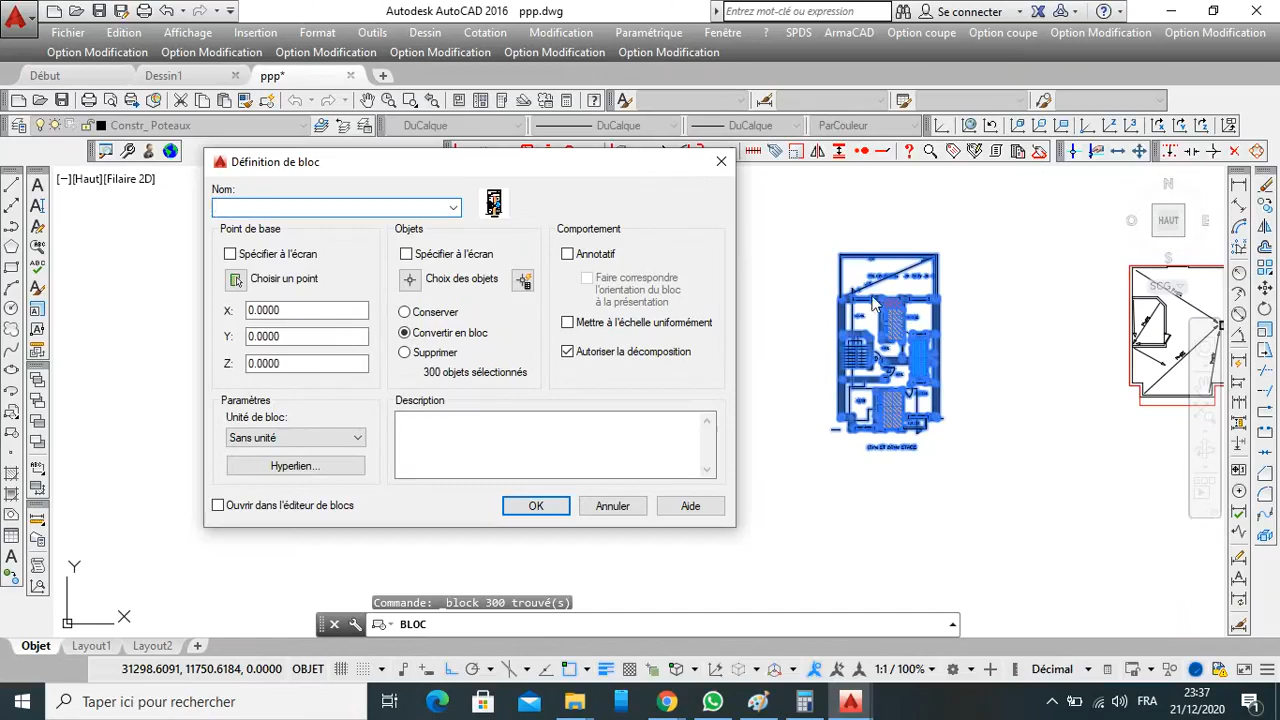 Autodesk AutoCAD 2016 ppp.dwg
Entrez mot-clé ou expression
Se connecter
Fichier Edition Affichage Insertion Format Outils Dessin Cotation Modification Paramétrique Fenêtre ? SPDS ArmaCAD Option coupe Option coupe Option Modification Option Modification
Option Modification Option Modification Option Modification Option Modification Option Modification Option Modification
Début Dessin1 ppp*
Constr_ Poteaux DuCalque DuCalque DuCalque ParCouleur
[−][Haut][Filaire 2D]
Définition de bloc
Nom:
Point de base
Spécifier à l'écran
Choisir un point
X: 0.0000
Y: 0.0000
Z: 0.0000
Objets
Spécifier à l'écran
Choix des objets
Conserver
Convertir en bloc
Supprimer
300 objets sélectionnés
Comportement
Annotatif
Faire correspondre
l'orientation du bloc
à la présentation
Mettre à l'échelle uniformément
Autoriser la décomposition
Paramètres
Unité de bloc:
Sans unité
Hyperlien...
Description
Ouvrir dans l'éditeur de blocs
OK Annuler Aide
N
O HAUT E
S
SCG
Y
X
Commande: _block 300 trouvé(s)
BLOC
Objet Layout1 Layout2
31298.6091, 11750.6184, 0.0000 OBJET 1:1 / 100% Décimal
Taper ici pour rechercher
FRA
23:37
21/12/2020